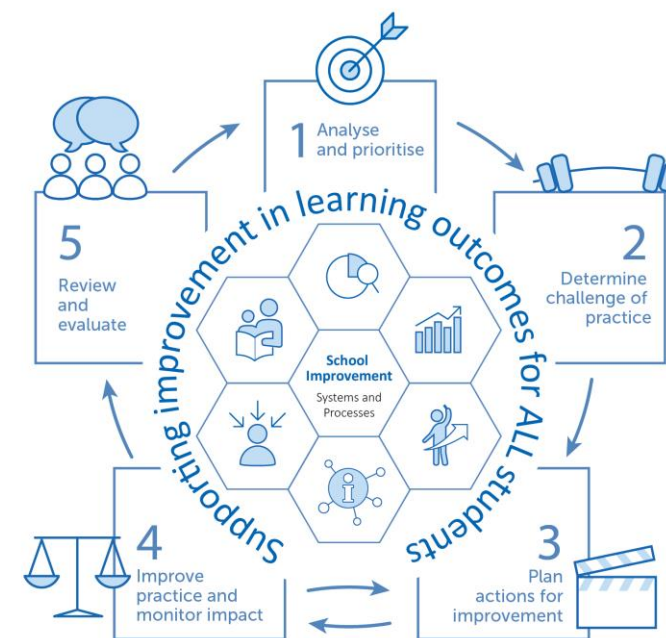 1 Analyse
and prioritise
2
Determine
challenge of
practice
3
Plan
actions for
improvement
4
Improve
practice and
monitor impact
5
Review
and
evaluate
Supporting improvement in learning outcomes for ALL students
School
Improvement
Systems and
Processes
i